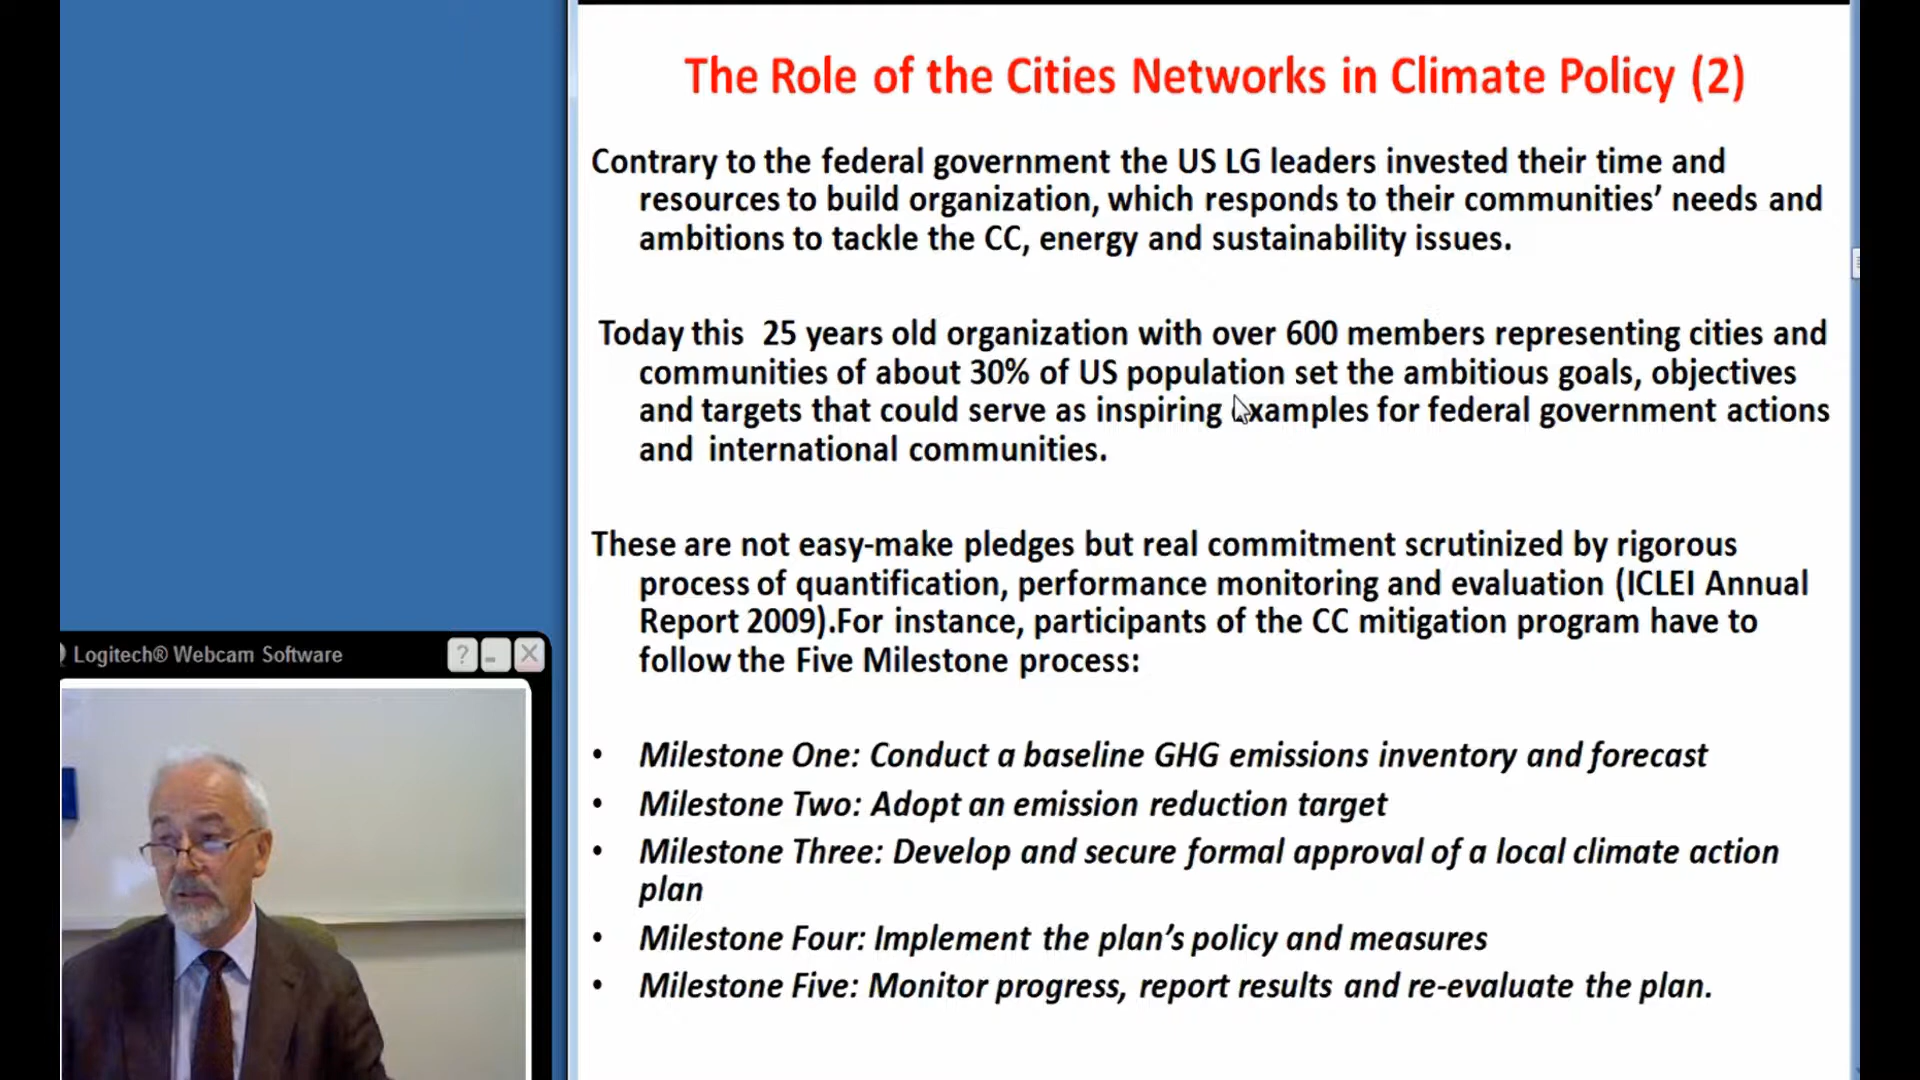 The Role of the Cities Networks in Climate Policy (2)
Contrary to the federal government the US LG leaders invested their time and
resources to build organization, which responds to their communities’ needs and
ambitions to tackle the CC, energy and sustainability issues.
Today this 25 years old organization with over 600 members representing cities and
communities of about 30% of US population set the ambitious goals, objectives
and targets that could serve as inspiring examples for federal government actions
and international communities.
These are not easy-make pledges but real commitment scrutinized by rigorous
process of quantification, performance monitoring and evaluation (ICLEI Annual
Report 2009).For instance, participants of the CC mitigation program have to
follow the Five Milestone process:
• Milestone One: Conduct a baseline GHG emissions inventory and forecast
• Milestone Two: Adopt an emission reduction target
• Milestone Three: Develop and secure formal approval of a local climate action
plan
• Milestone Four: Implement the plan’s policy and measures
• Milestone Five: Monitor progress, report results and re-evaluate the plan.
Logitech® Webcam Software